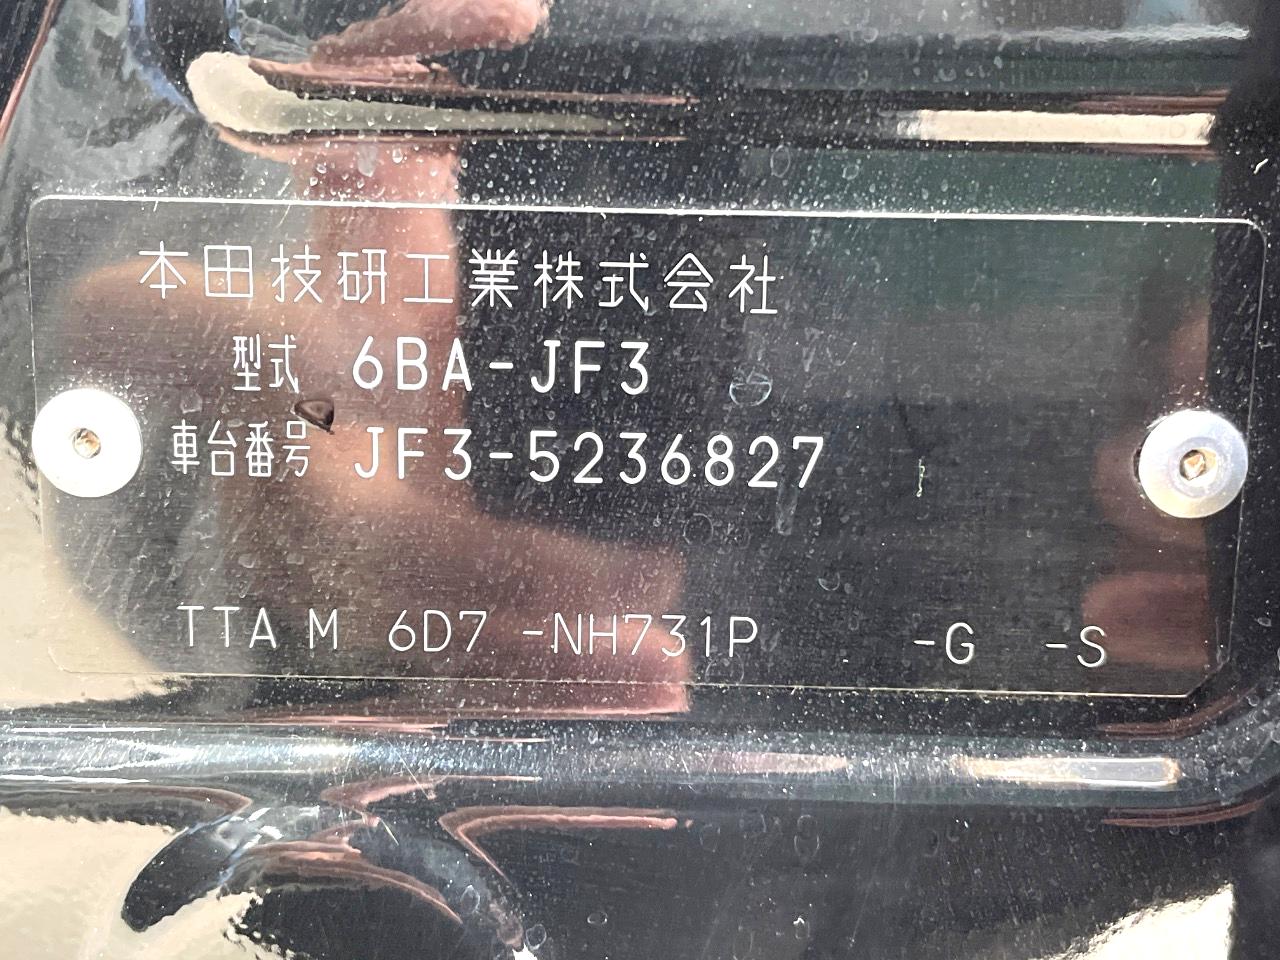 本田技研工業株式会社
型式 6BA-JF3
車台番号 JF3-5236827
TTA M 6D7 -NH731P -G -S